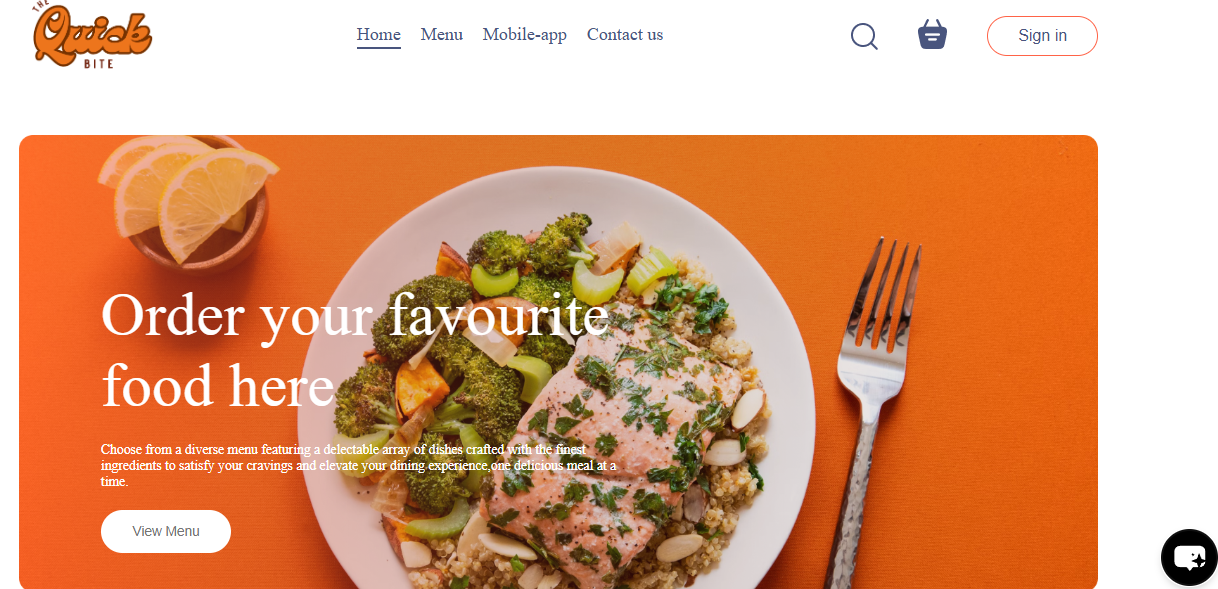 THE
Quick
BITE
Home Menu Mobile-app Contact us
Sign in
Order your favourite
food here
Choose from a diverse menu featuring a delectable array of dishes crafted with the finest
ingredients to satisfy your cravings and elevate your dining experience,one delicious meal at a
time.
View Menu